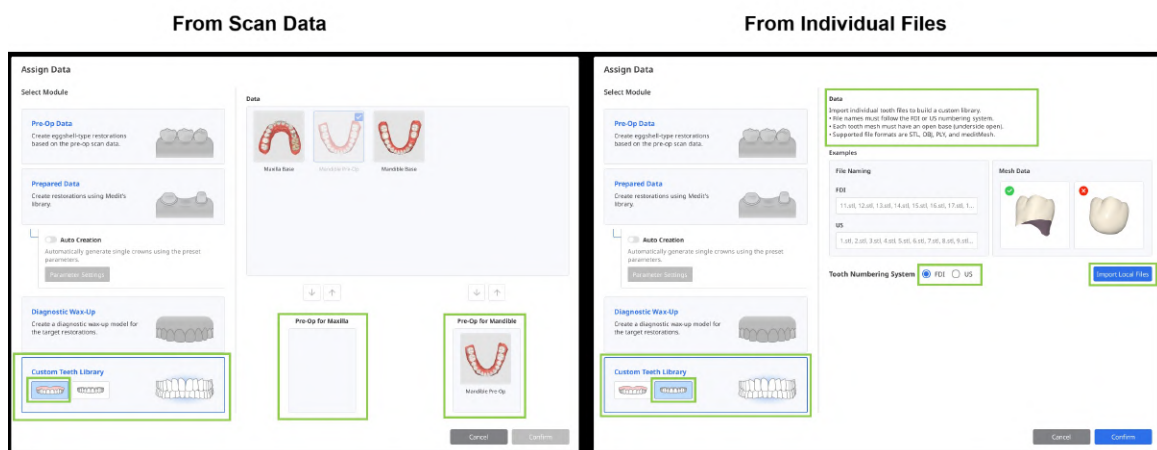 From Scan Data
Assign Data
Select Module
Pre-Op Data
Create eggshell-type restorations
based on the pre-op scan data.
Prepared Data
Create restorations using Medit's
library.
Auto Creation
Automatically generate single crowns using the preset
parameters.
Parameter Settings
Diagnostic Wax-Up
Create a diagnostic wax-up model for
the target restorations.
Custom Teeth Library
Data
Maxilla Base
Mandible Pre-Op
Mandible Base
Pre-Op for Maxilla
Pre-Op for Mandible
Mandible Pre-Op
Cancel
Confirm
From Individual Files
Assign Data
Select Module
Pre-Op Data
Create eggshell-type restorations
based on the pre-op scan data.
Prepared Data
Create restorations using Medit's
library.
Auto Creation
Automatically generate single crowns using the preset
parameters.
Parameter Settings
Diagnostic Wax-Up
Create a diagnostic wax-up model for
the target restorations.
Custom Teeth Library
Data
Import individual tooth files to build a custom library.
• File names must follow the FDI or US numbering system.
• Each tooth mesh must have an open base (underside open).
• Supported file formats are STL, OBJ, PLY, and meditMesh.
Examples
File Naming
FDI
11.stl, 12.stl, 13.stl, 14.stl, 15.stl, 16.stl, 17.stl, 1...
US
1.stl, 2.stl, 3.stl, 4.stl, 5.stl, 6.stl, 7.stl, 8.stl, 9.stl...
Mesh Data
Tooth Numbering System
FDI
US
Import Local Files
Cancel
Confirm